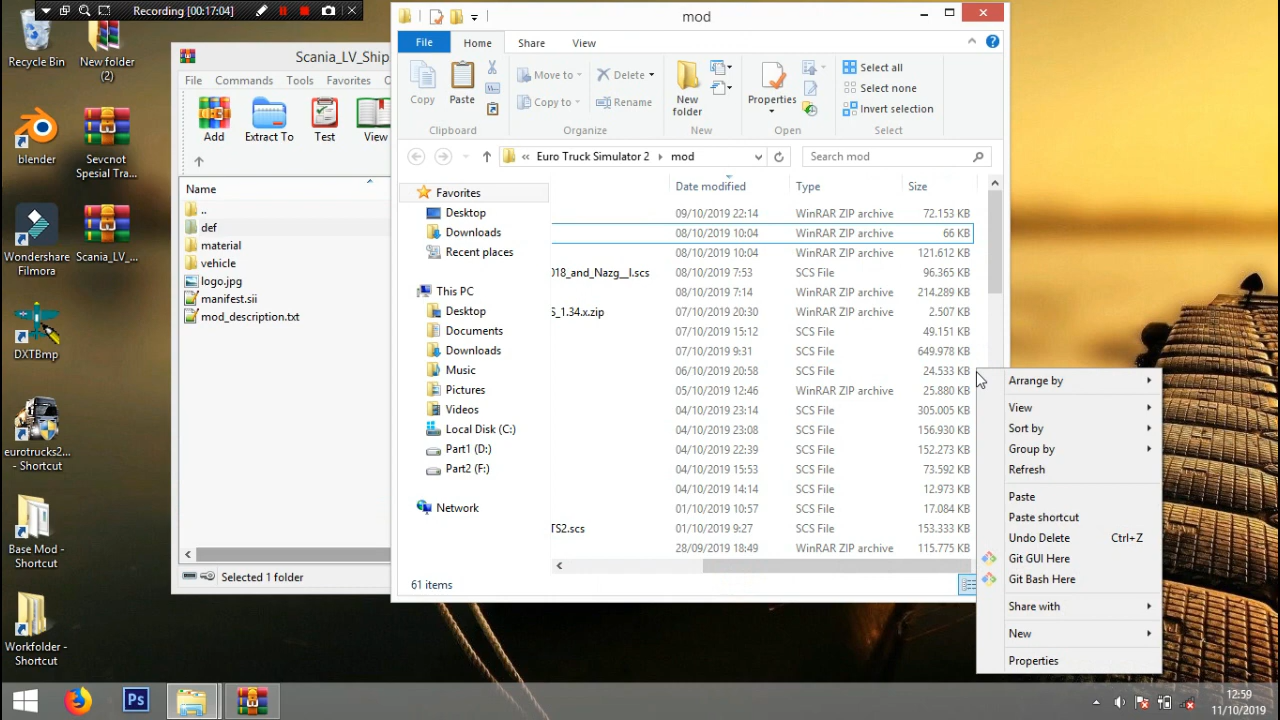 Recording [00:17:04]
Recycle Bin
New folder (2)
blender
Sevcnot Spesial Tra...
Wondershare Filmora
Scania_LV_...
DXTBmp
eurotrucks2... - Shortcut
Base Mod - Shortcut
Workfolder - Shortcut
Scania_LV_Ship
File Commands Tools Favorites O
Add Extract To Test View
Name
..
def
material
vehicle
logo.jpg
manifest.sii
mod_description.txt
Selected 1 folder
mod
File Home Share View
Copy Paste Move to Copy to Delete Rename New folder Properties Select all Select none Invert selection
Clipboard Organize New Open Select
« Euro Truck Simulator 2 mod Search mod
Favorites
Desktop
Downloads
Recent places
This PC
Desktop
Documents
Downloads
Music
Pictures
Videos
Local Disk (C:)
Part1 (D:)
Part2 (F:)
Network
Date modified Type Size
09/10/2019 22:14 WinRAR ZIP archive 72.153 KB
08/10/2019 10:04 WinRAR ZIP archive 66 KB
08/10/2019 10:04 WinRAR ZIP archive 121.612 KB
018_and_Nazg__l.scs 08/10/2019 7:53 SCS File 96.365 KB
08/10/2019 7:14 WinRAR ZIP archive 214.289 KB
5_1.34.x.zip 07/10/2019 20:30 WinRAR ZIP archive 2.507 KB
07/10/2019 15:12 SCS File 49.151 KB
07/10/2019 9:31 SCS File 649.978 KB
06/10/2019 20:58 SCS File 24.533 KB
05/10/2019 12:46 WinRAR ZIP archive 25.880 KB
04/10/2019 23:14 SCS File 305.005 KB
04/10/2019 23:08 SCS File 156.930 KB
04/10/2019 22:39 SCS File 152.273 KB
04/10/2019 15:53 SCS File 73.592 KB
04/10/2019 14:14 SCS File 12.973 KB
01/10/2019 10:57 SCS File 17.084 KB
TS2.scs 01/10/2019 9:27 SCS File 153.333 KB
28/09/2019 18:49 WinRAR ZIP archive 115.775 KB
61 items
Arrange by
View
Sort by
Group by
Refresh
Paste
Paste shortcut
Undo Delete Ctrl+Z
Git GUI Here
Git Bash Here
Share with
New
Properties
Ps
12:59
11/10/2019